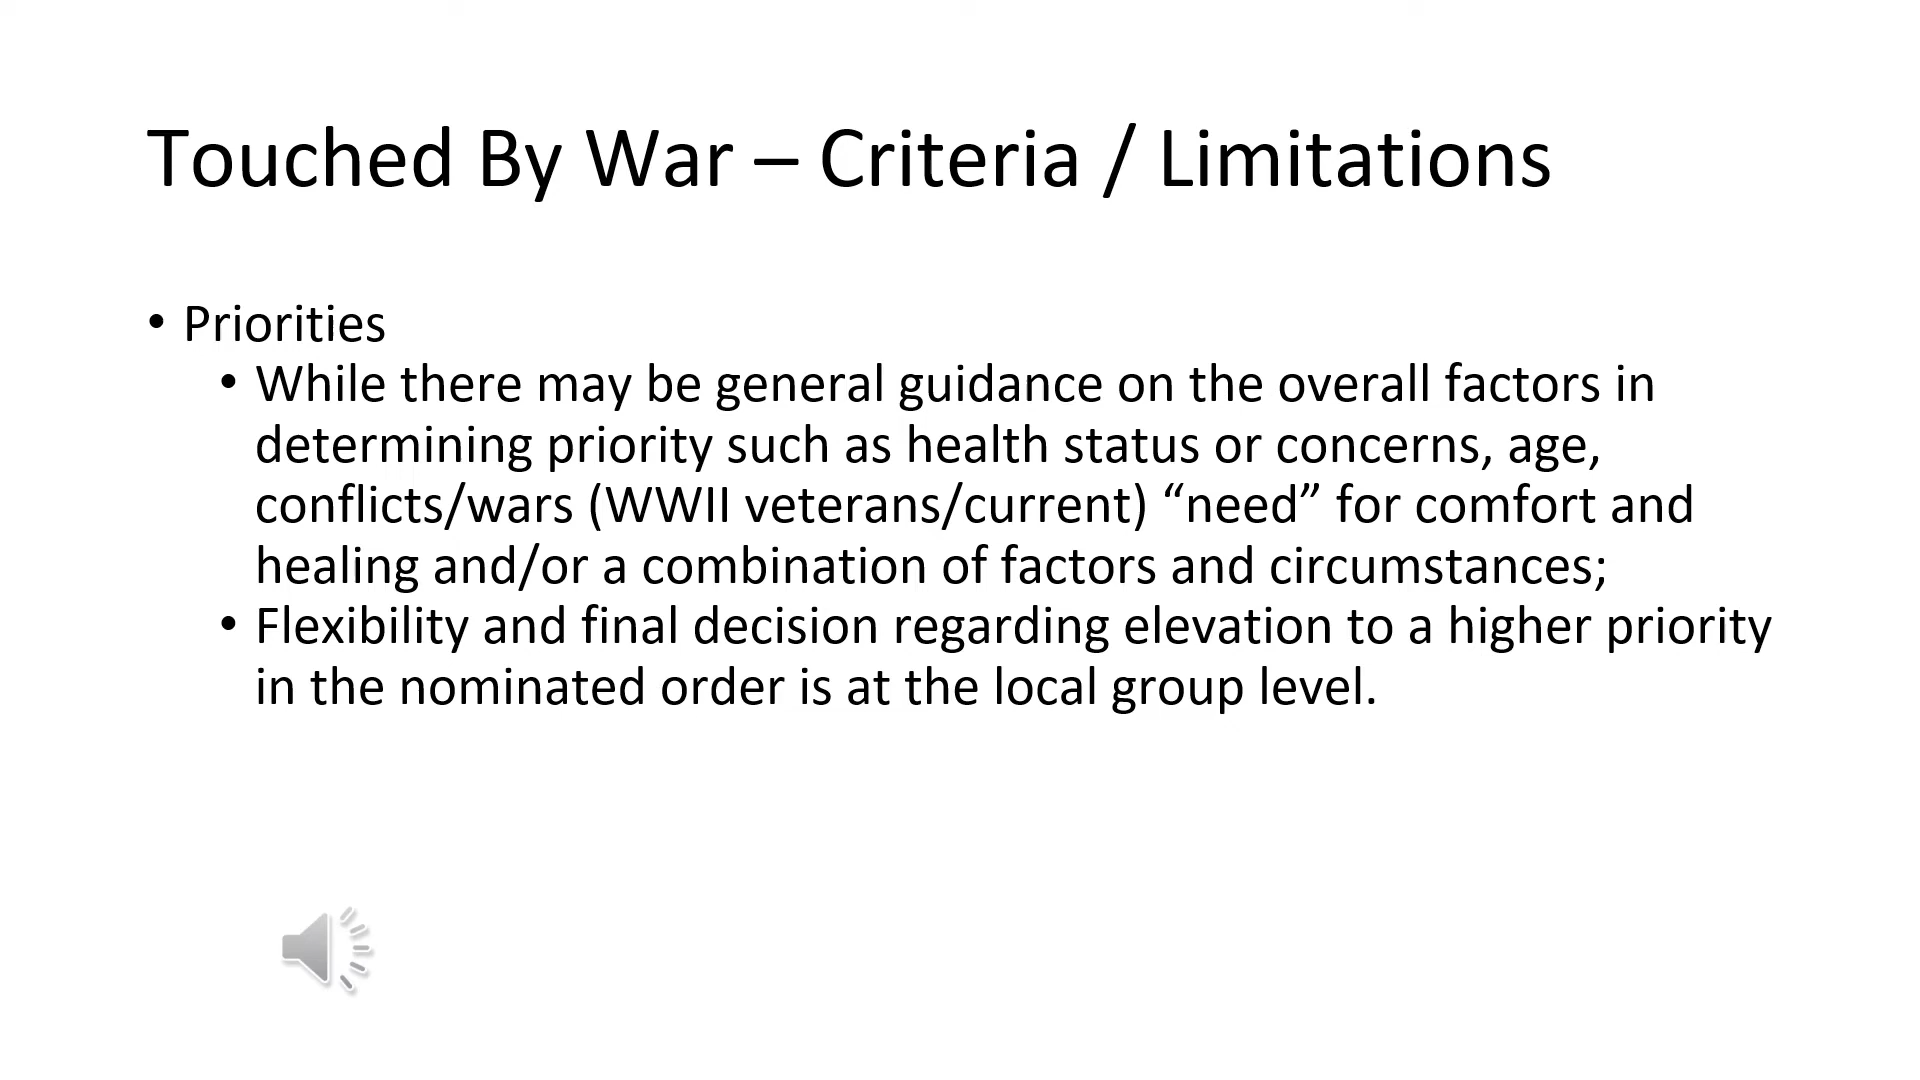 Touched By War – Criteria / Limitations
• Priorities
• While there may be general guidance on the overall factors in
determining priority such as health status or concerns, age,
conflicts/wars (WWII veterans/current) “need” for comfort and
healing and/or a combination of factors and circumstances;
• Flexibility and final decision regarding elevation to a higher priority
in the nominated order is at the local group level.